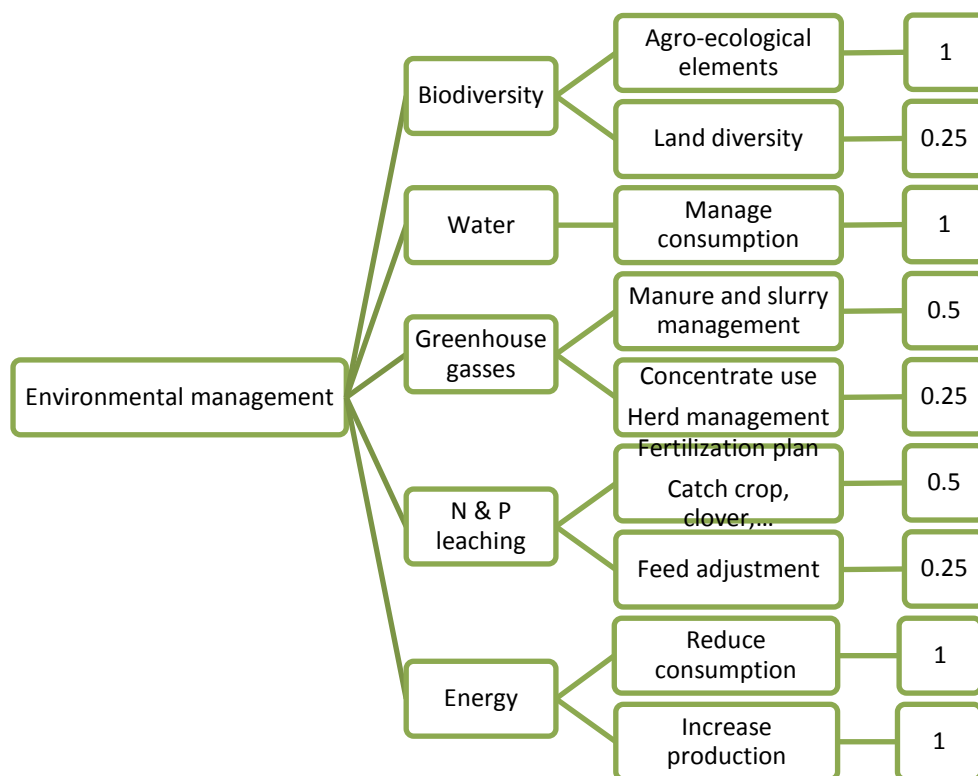 Environmental management
Biodiversity
Agro-ecological
elements
1
Land diversity
0.25
Water
Manage
consumption
1
Greenhouse
gasses
Manure and slurry
management
0.5
Concentrate use
Herd management
0.25
N & P
leaching
Fertilization plan
Catch crop,
clover,...
0.5
Feed adjustment
0.25
Energy
Reduce
consumption
1
Increase
production
1